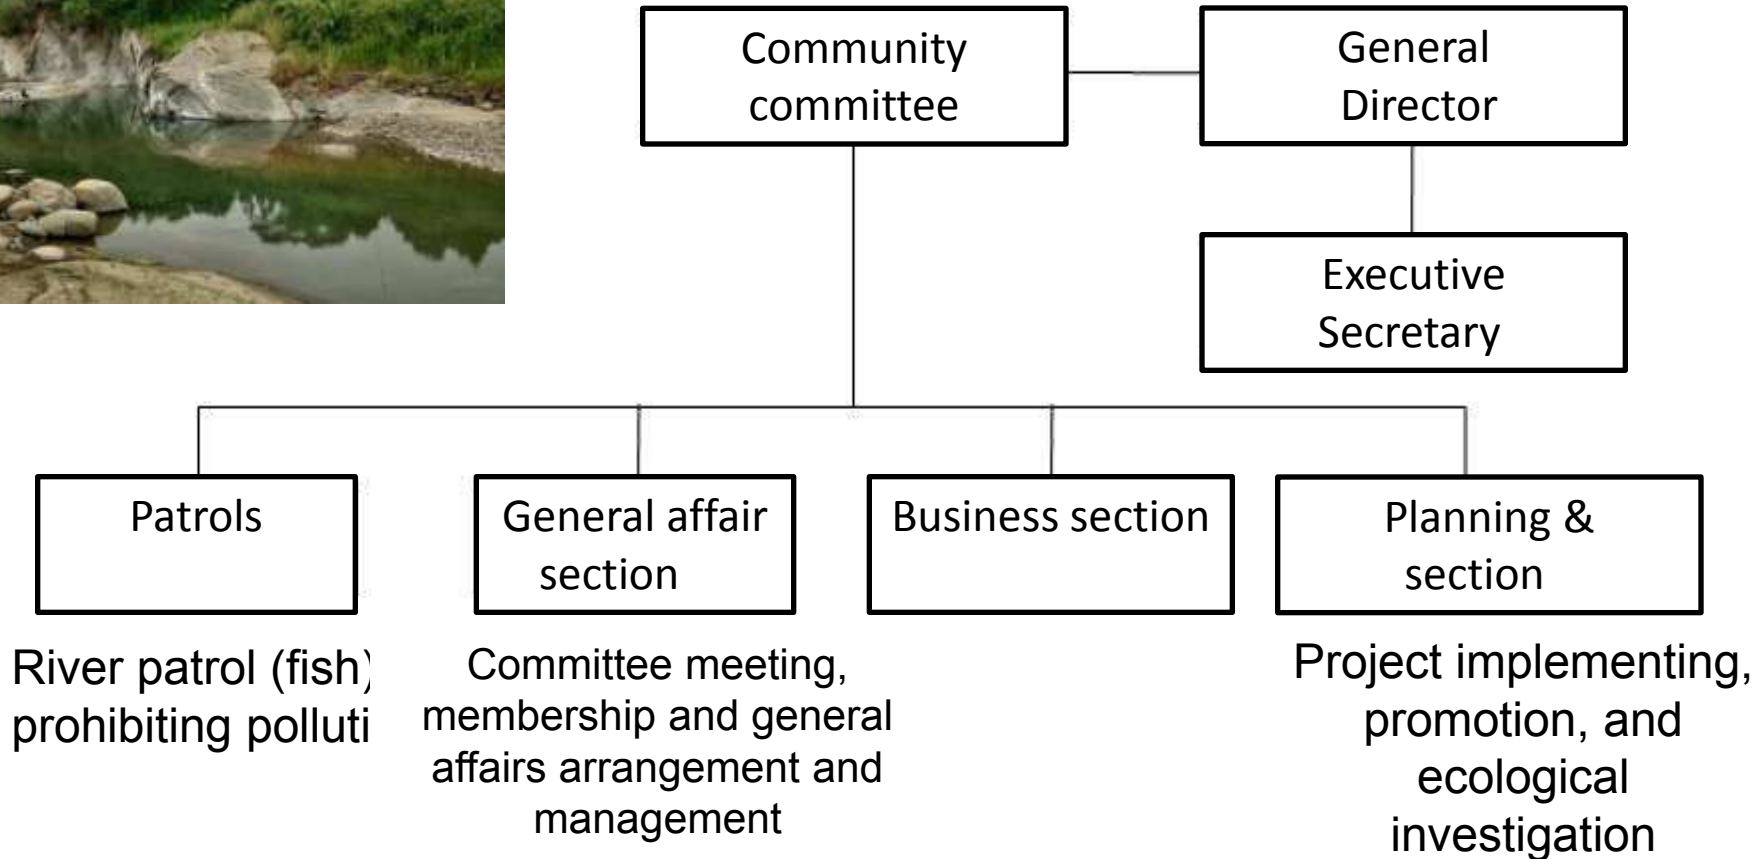 Community
committee
General
Director
Executive
Secretary
Patrols
General affair
section
Business section
Planning &
section
River patrol (fish)
prohibiting polluti
Committee meeting,
membership and general
affairs arrangement and
management
Project implementing,
promotion, and
ecological
investigation